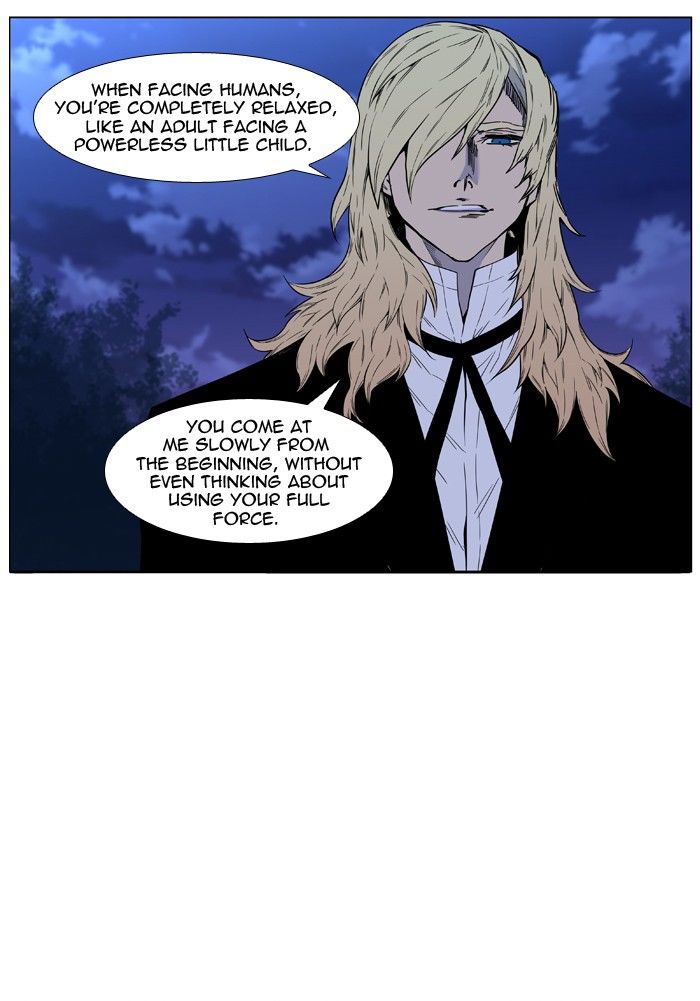 WHEN FACING HUMANS,
YOU'RE COMPLETELY RELAXED,
LIKE AN ADULT FACING A
POWERLESS LITTLE CHILD.
YOU COME AT
ME SLOWLY FROM
THE BEGINNING, WITHOUT
EVEN THINKING ABOUT
USING YOUR FULL
FORCE.